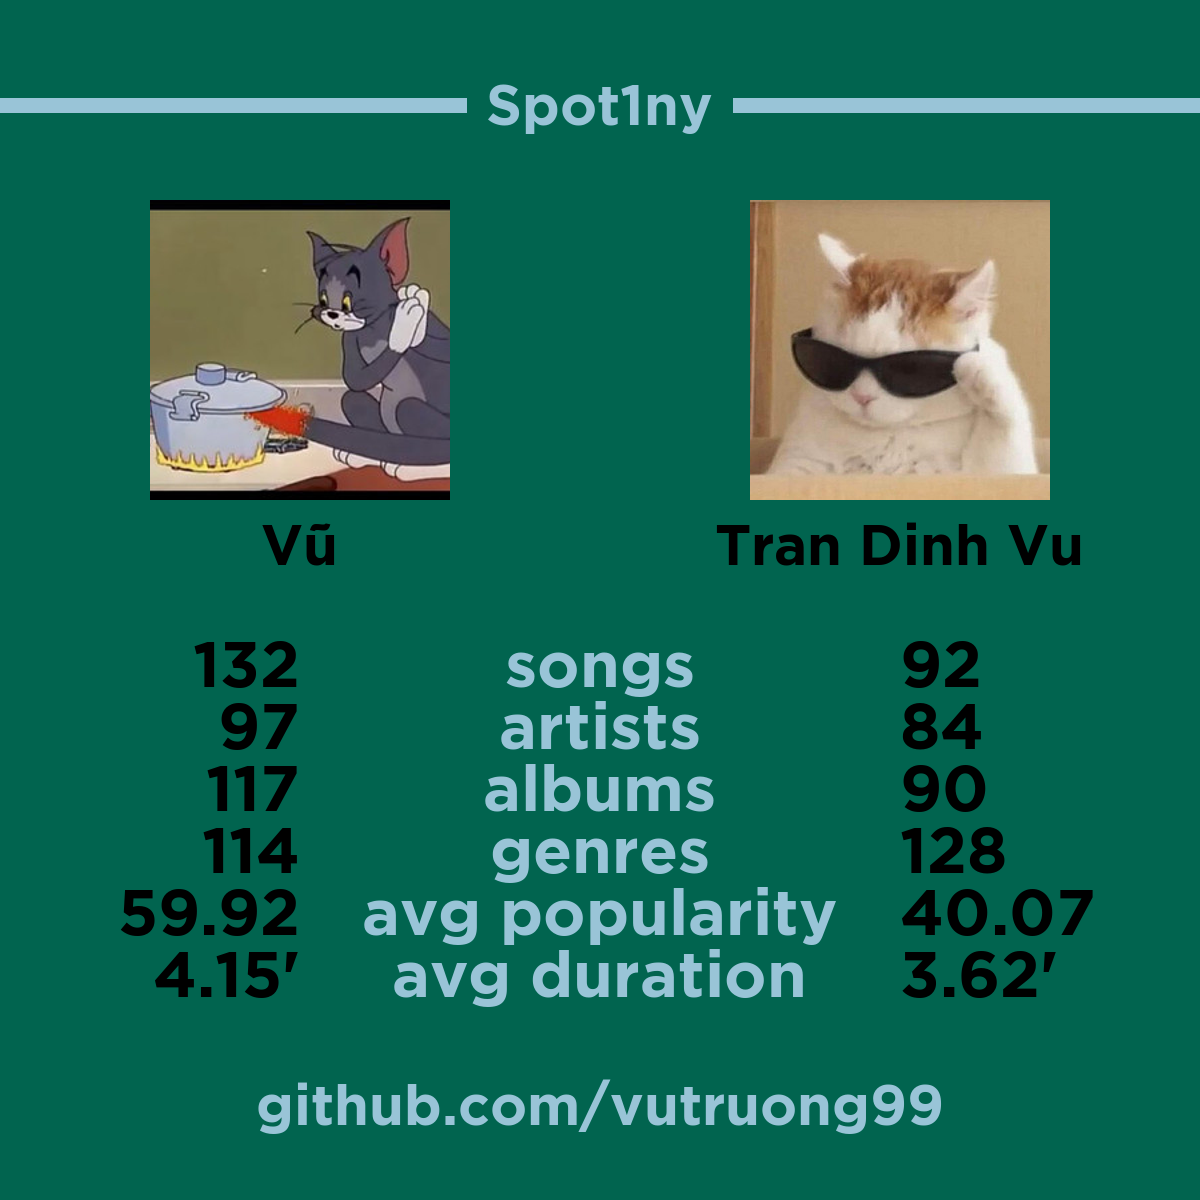 Spot1ny
Vũ Tran Dinh Vu
132 songs 92
97 artists 84
117 albums 90
114 genres 128
59.92 avg popularity 40.07
4.15' avg duration 3.62'
github.com/vutruong99